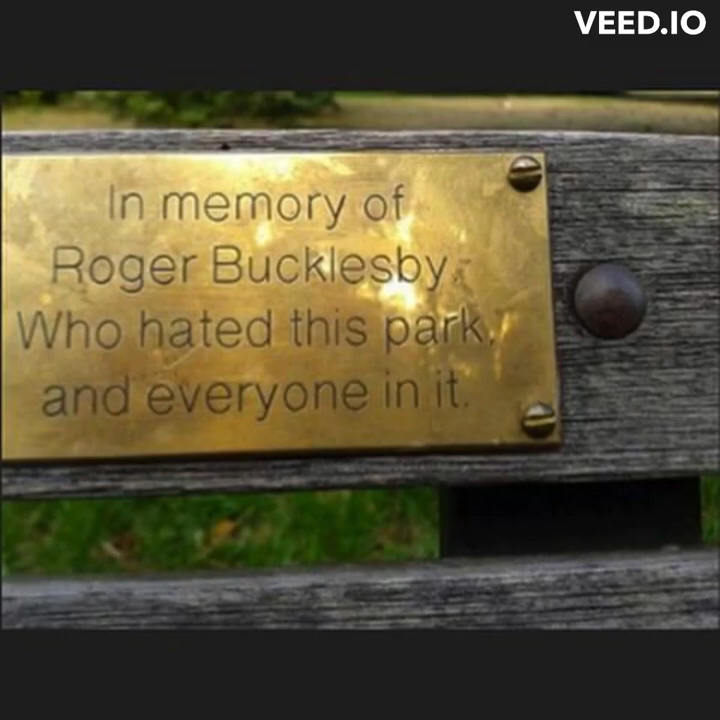 VEED.IO
In memory of
Roger Bucklesby.
Who hated this park,
and everyone in it.